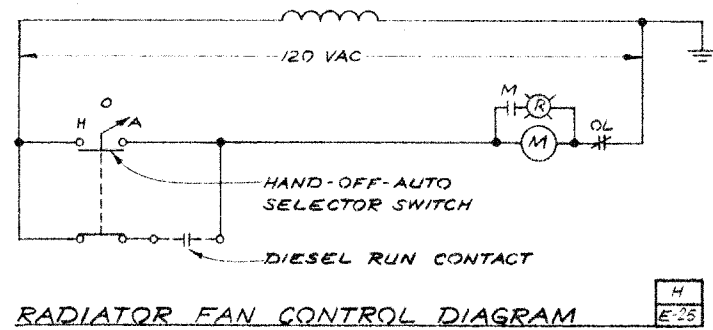 120 VAC
O
H
A
M
R
M
OL
HAND-OFF-AUTO
SELECTOR SWITCH
DIESEL RUN CONTACT
RADIATOR FAN CONTROL DIAGRAM
H
E-25